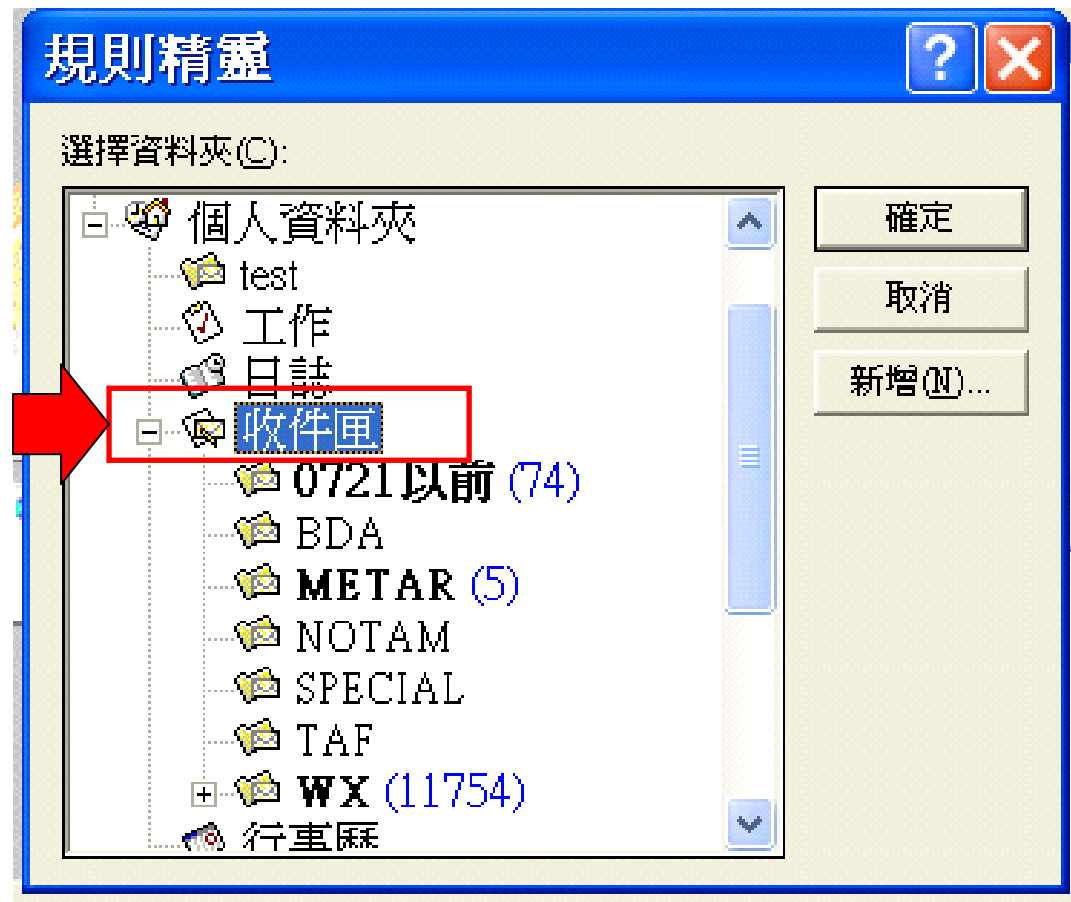 規則精靈
選擇資料夾(C):
個人資料夾
test
工作
日誌
收件匣
0721以前 (74)
BDA
METAR (5)
NOTAM
SPECIAL
TAF
WX (11754)
行事曆
確定
取消
新增(N)...